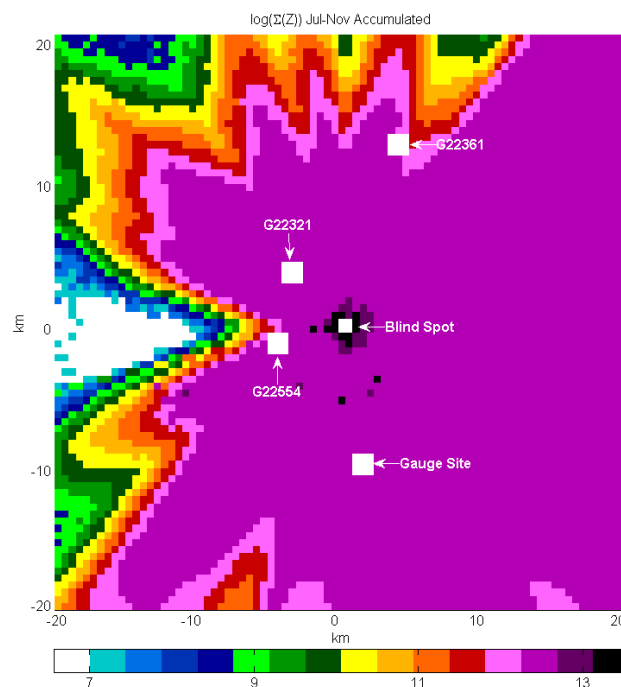 log(Σ(Z)) Jul-Nov Accumulated
20
G22361
10
G22321
km
0
Blind Spot
G22554
-10
Gauge Site
-20
-20
-10
0
10
20
km
7
9
11
13